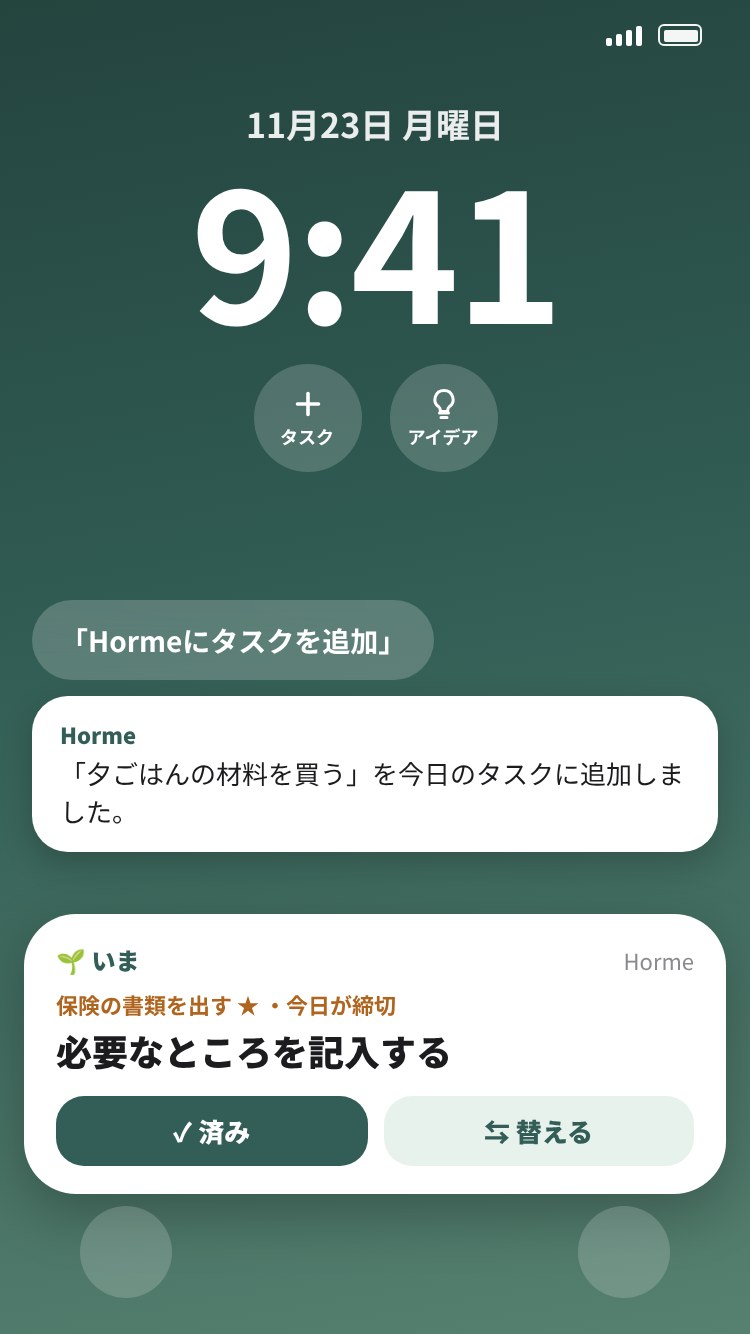 11月23日 月曜日
9:41
タスク
アイデア
「Hormeにタスクを追加」
Horme
「夕ごはんの材料を買う」を今日のタスクに追加しま
した。
いま
Horme
保険の書類を出す ★ ・今日が締切
必要なところを記入する
✓ 済み
⇆ 替える